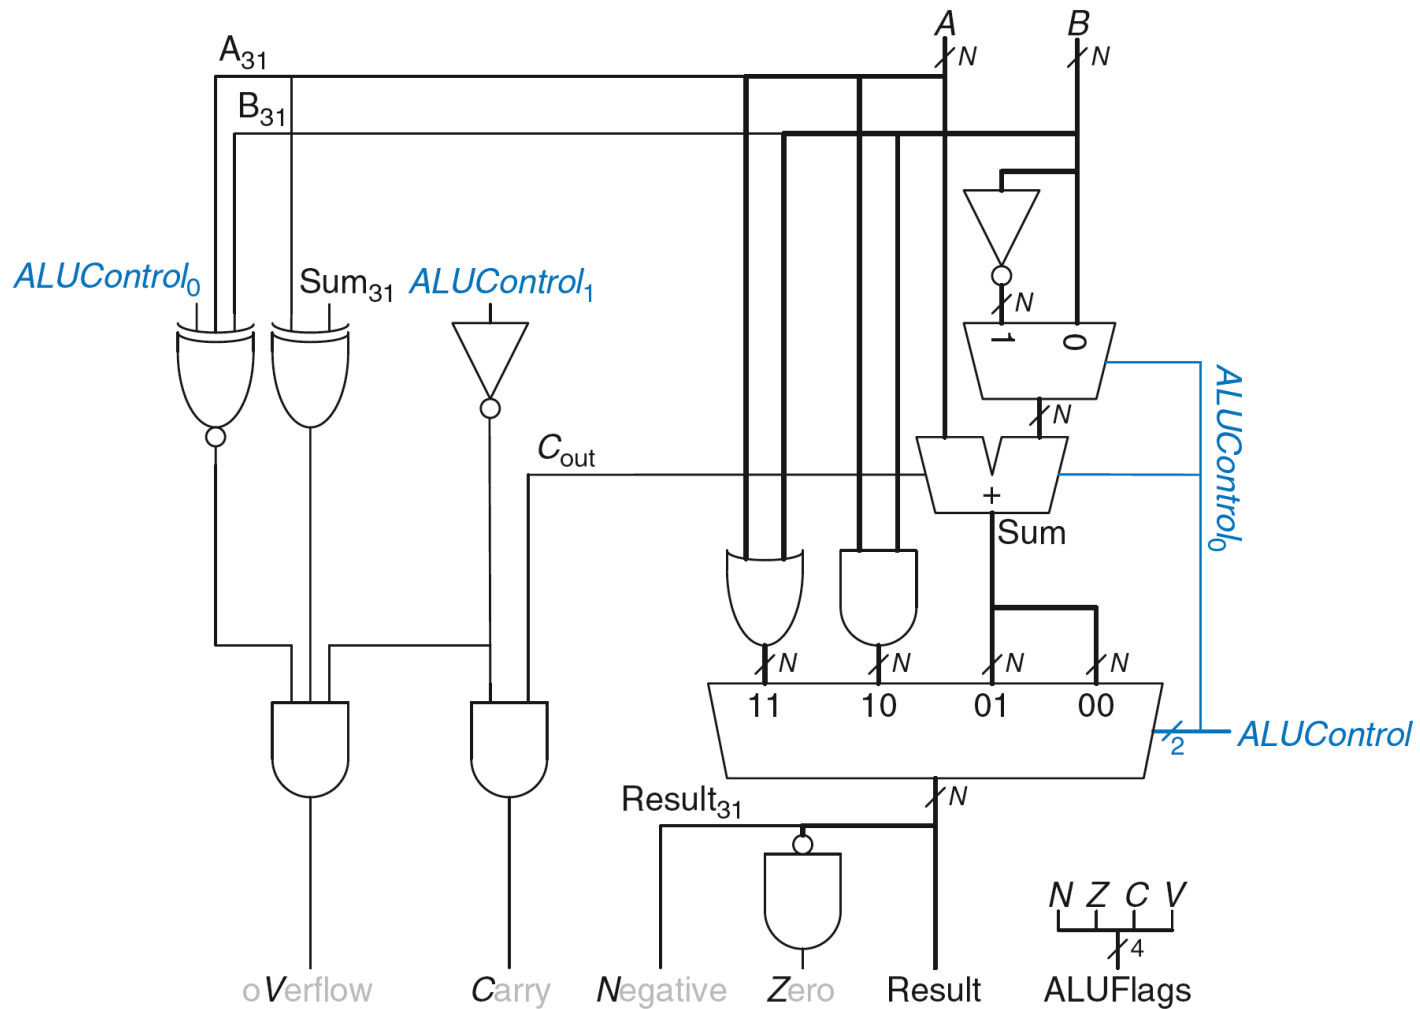 A B
A31 N N
B31
ALUControl0 Sum31 ALUControl1
N
1 0
ALUControl0
N
Cout
+
Sum
N N N N
11 10 01 00
2 ALUControl
Result31 N
N Z C V
4
oVerflow Carry Negative Zero Result ALUFlags